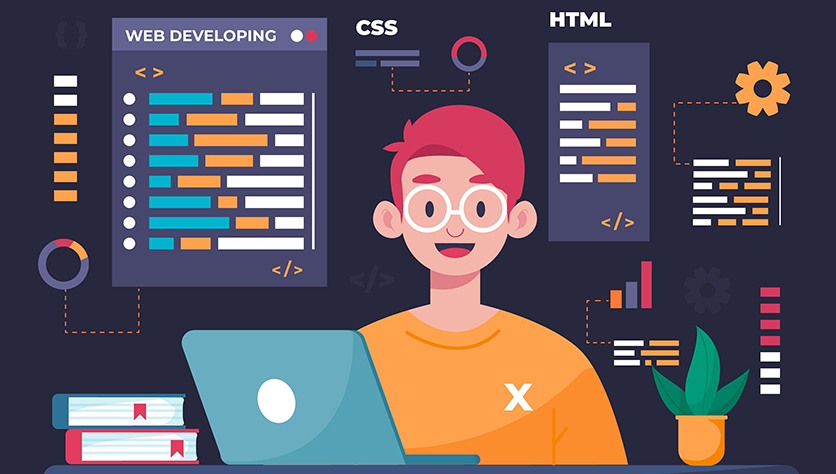 WEB DEVELOPING
CSS
HTML
{ }
< >
< >
</>
</>
</>
X